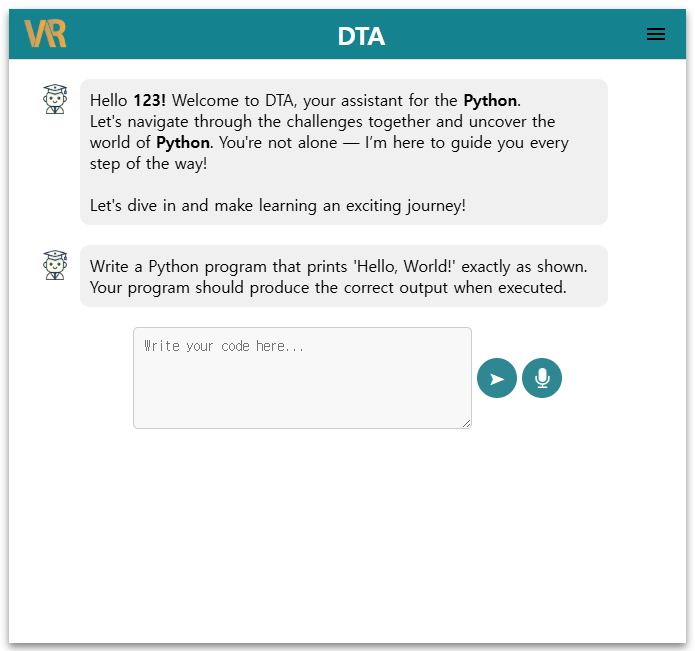 VR
DTA
Hello 123! Welcome to DTA, your assistant for the Python.
Let's navigate through the challenges together and uncover the
world of Python. You're not alone — I’m here to guide you every
step of the way!
Let's dive in and make learning an exciting journey!
Write a Python program that prints 'Hello, World!' exactly as shown.
Your program should produce the correct output when executed.
Write your code here...